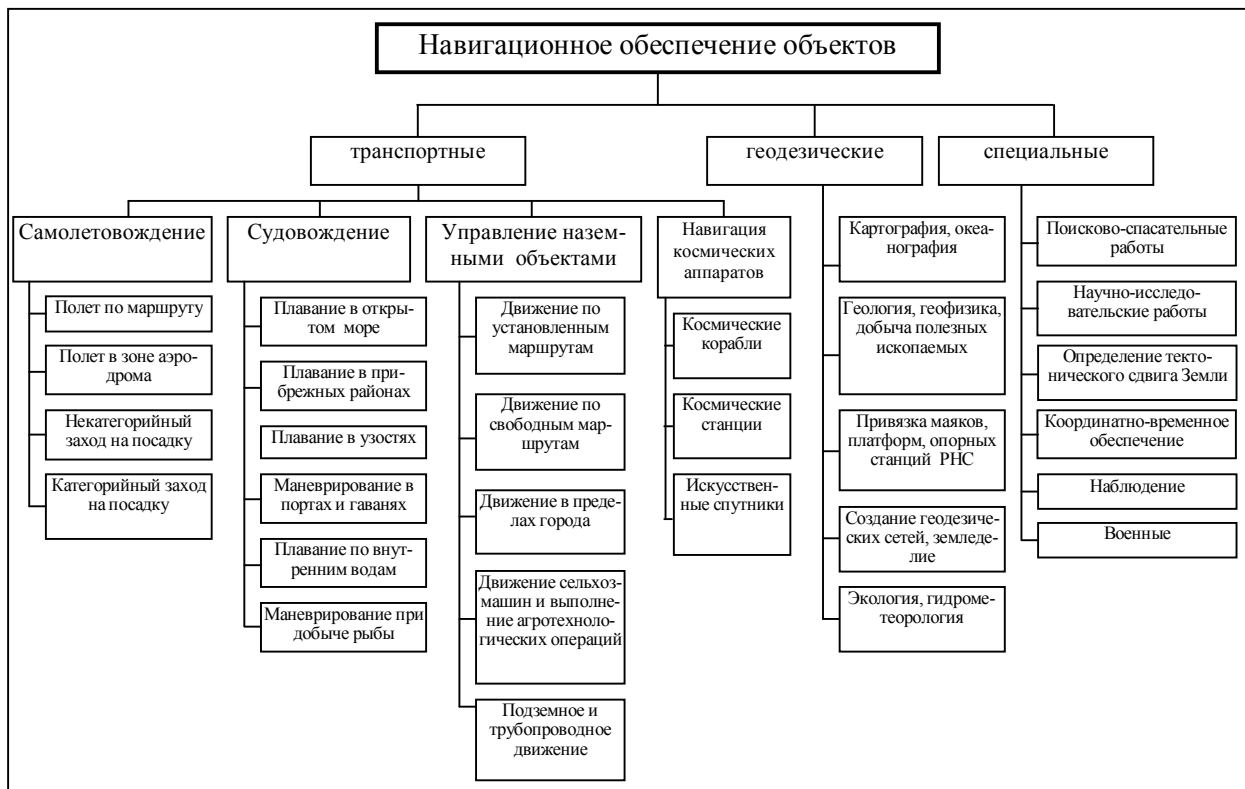 Навигационное обеспечение объектов
транспортные
геодезические
специальные
Самолетовождение
Полет по маршруту
Полет в зоне аэро-
дрома
Некатегорийный
заход на посадку
Категорийный заход
на посадку
Судовождение
Плавание в откры-
том море
Плавание в при-
брежных районах
Плавание в узостях
Маневрирование в
портах и гаванях
Плавание по внут-
ренним водам
Маневрирование при
добыче рыбы
Управление назем-
ными объектами
Движение по
установленным
маршрутам
Движение по
свободным мар-
шрутам
Движение в преде-
лах города
Движение сельхоз-
машин и выполне-
ние агротехноло-
гических операций
Подземное и
трубопроводное
движение
Навигация
космических
аппаратов
Космические
корабли
Космические
станции
Искусствен-
ные спутники
Картография, океа-
нография
Геология, геофизика,
добыча полезных
ископаемых
Привязка маяков,
платформ, опорных
станций РНС
Создание геодезиче-
ских сетей, земледе-
лие
Экология, гидроме-
теорология
Поисково-спасательные
работы
Научно-исследо-
вательские работы
Определение текто-
нического сдвига Земли
Координатно-временное
обеспечение
Наблюдение
Военные